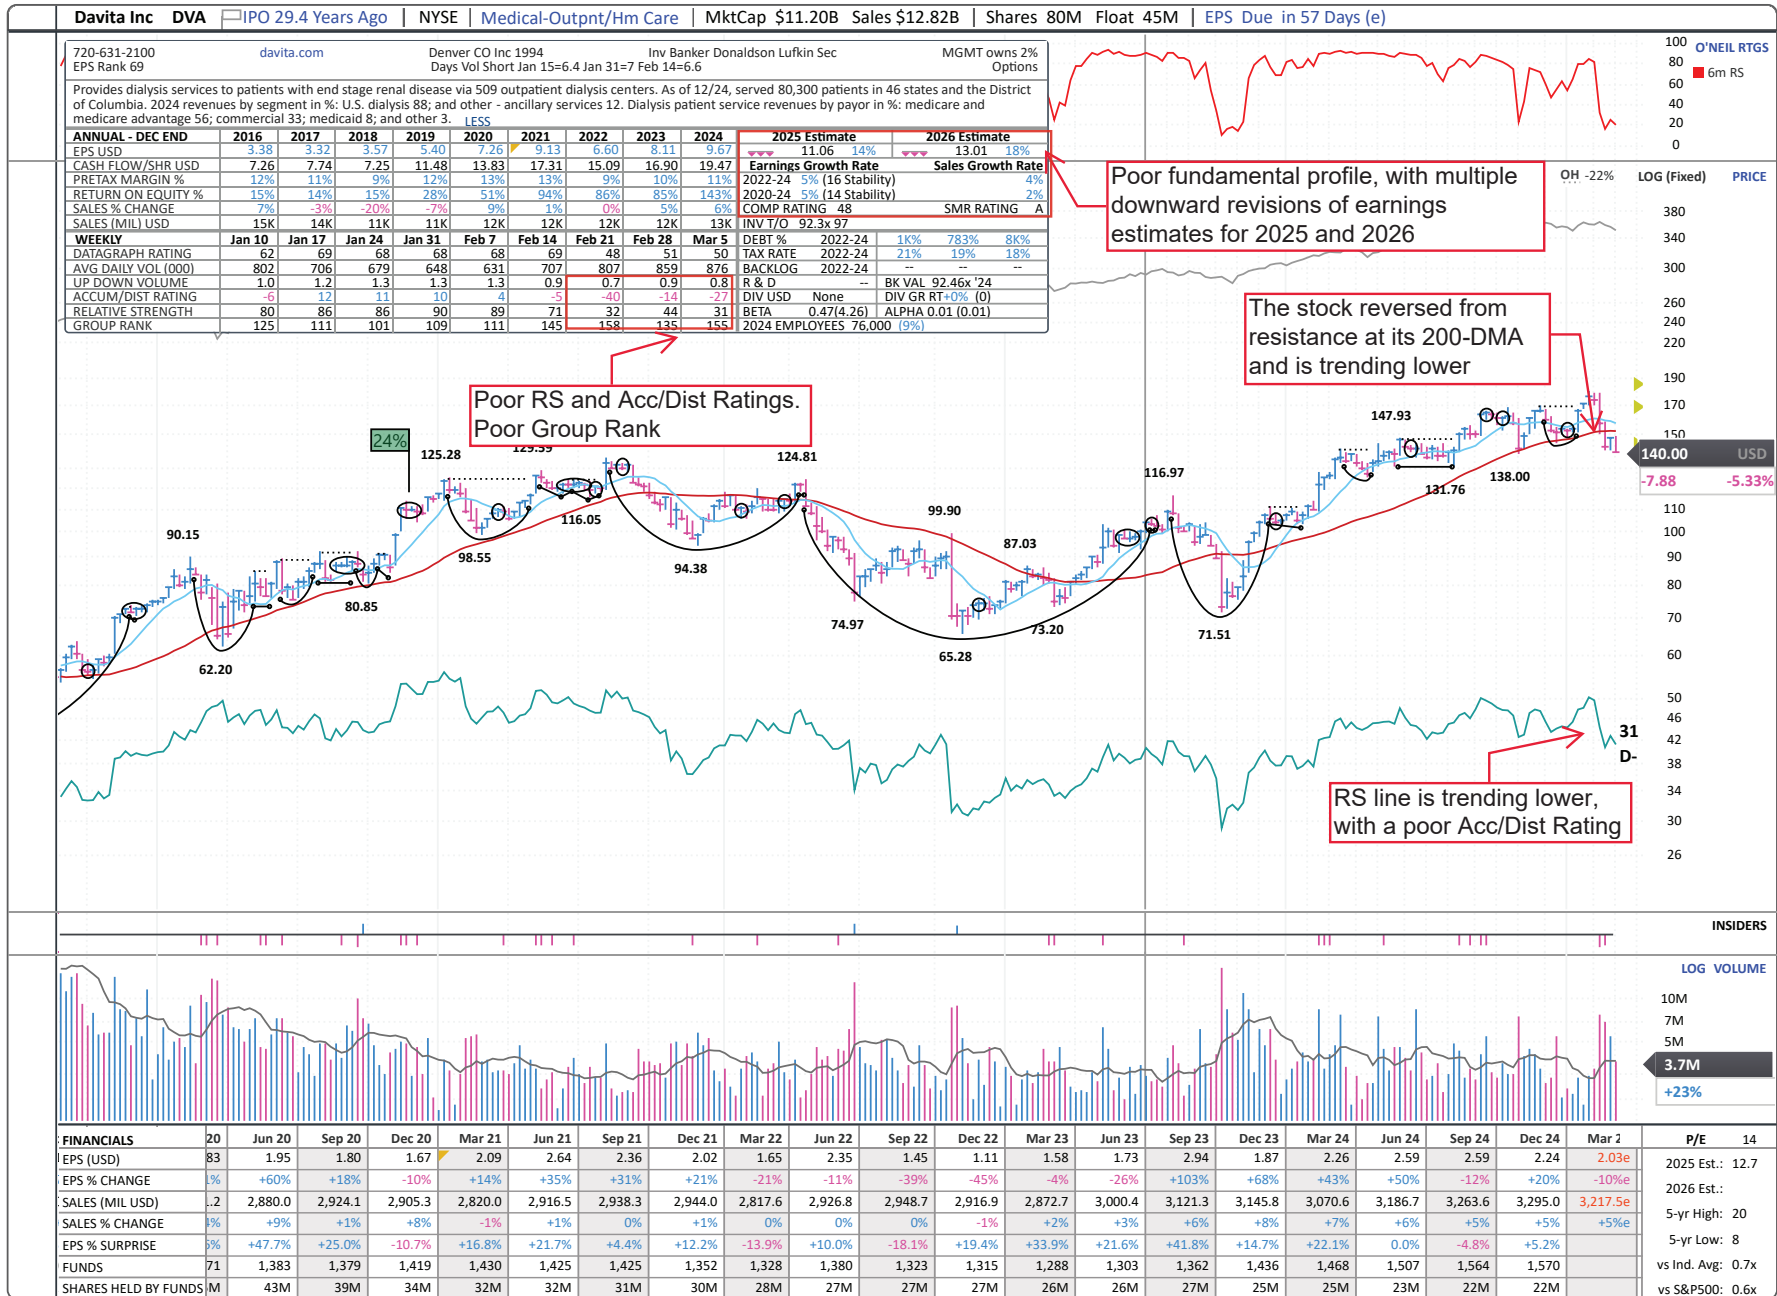 Davita Inc DVA IPO 29.4 Years Ago NYSE Medical-Outpnt/Hm Care MktCap $11.20B Sales $12.82B Shares 80M Float 45M EPS Due in 57 Days (e)
720-631-2100 davita.com Denver CO Inc 1994 Inv Banker Donaldson Lufkin Sec MGMT owns 2%
EPS Rank 69 Days Vol Short Jan 15=6.4 Jan 31=7 Feb 14=6.6 Options
Provides dialysis services to patients with end stage renal disease via 509 outpatient dialysis centers. As of 12/24, served 80,300 patients in 46 states and the District
of Columbia. 2024 revenues by segment in %: U.S. dialysis 88; and other - ancillary services 12. Dialysis patient service revenues by payor in %: medicare and
medicare advantage 56; commercial 33; medicaid 8; and other 3. LESS
ANNUAL - DEC END 2016 2017 2018 2019 2020 2021 2022 2023 2024 2025 Estimate 2026 Estimate
EPS USD 3.38 3.32 3.57 5.40 7.26 9.13 6.60 8.11 9.67 11.06 14% 13.01 18%
CASH FLOW/SHR USD 7.26 7.74 7.25 11.48 13.83 17.31 15.09 16.90 19.47 Earnings Growth Rate Sales Growth Rate
PRETAX MARGIN % 12% 11% 9% 12% 13% 13% 9% 10% 11% 2022-24 5% (16 Stability) 4%
RETURN ON EQUITY % 15% 14% 15% 28% 51% 94% 86% 85% 143% 2020-24 5% (14 Stability) 2%
SALES % CHANGE 7% -3% -20% -7% 9% 1% 0% 5% 6% COMP RATING 48 SMR RATING A
SALES (MIL) USD 15K 14K 11K 11K 12K 12K 12K 12K 13K INV T/O 92.3x 97
WEEKLY Jan 10 Jan 17 Jan 24 Jan 31 Feb 7 Feb 14 Feb 21 Feb 28 Mar 5 DEBT % 2022-24 1K% 783% 8K%
DATAGRAPH RATING 62 69 68 68 68 69 48 51 50 TAX RATE 2022-24 21% 19% 18%
AVG DAILY VOL (000) 802 706 679 648 631 707 807 859 876 BACKLOG 2022-24 -- -- --
UP DOWN VOLUME 1.0 1.2 1.3 1.3 1.3 0.9 0.7 0.9 0.8 R & D -- BK VAL 92.46x '24
ACCUM/DIST RATING -6 12 11 10 4 -5 -40 -14 -27 DIV USD None DIV GR RT+0% (0)
RELATIVE STRENGTH 80 86 86 90 89 71 32 44 31 BETA 0.47(4.26) ALPHA 0.01 (0.01)
GROUP RANK 125 111 101 109 111 145 158 135 155 2024 EMPLOYEES 76,000 (9%)
100 O'NEIL RTGS
80 6m RS
60
40
20
0
Poor fundamental profile, with multiple
downward revisions of earnings
estimates for 2025 and 2026
OH -22% LOG (Fixed) PRICE
380
340
300
260
240
220
190
170
150
The stock reversed from
resistance at its 200-DMA
and is trending lower
140.00 USD
-7.88 -5.33%
110
100
90
80
70
60
50
46
42
38
34
30
26
Poor RS and Acc/Dist Ratings.
Poor Group Rank
24%
90.15
62.20
80.85
125.28
98.55
129.59
116.05
94.38
124.81
74.97
99.90
65.28
87.03
73.20
116.97
71.51
147.93
131.76
138.00
31
D-
RS line is trending lower,
with a poor Acc/Dist Rating
INSIDERS
LOG VOLUME
10M
7M
5M
3.7M
+23%
FINANCIALS 20 Jun 20 Sep 20 Dec 20 Mar 21 Jun 21 Sep 21 Dec 21 Mar 22 Jun 22 Sep 22 Dec 22 Mar 23 Jun 23 Sep 23 Dec 23 Mar 24 Jun 24 Sep 24 Dec 24 Mar 2
EPS (USD) 83 1.95 1.80 1.67 2.09 2.64 2.36 2.02 1.65 2.35 1.45 1.11 1.58 1.73 2.94 1.87 2.26 2.59 2.59 2.24 2.03e
EPS % CHANGE % +60% +18% -10% +14% +35% +31% +21% -21% -11% -39% -45% -4% -26% +103% +68% +43% +50% -12% +20% -10%e
SALES (MIL USD) .2 2,880.0 2,924.1 2,905.3 2,820.0 2,916.5 2,938.3 2,944.0 2,817.6 2,926.8 2,948.7 2,916.9 2,872.7 3,000.4 3,121.3 3,145.8 3,070.6 3,186.7 3,263.6 3,295.0 3,217.5e
SALES % CHANGE % +9% +1% +8% -1% +1% 0% +1% 0% 0% 0% -1% +2% +3% +6% +8% +7% +6% +5% +5% +5%e
EPS % SURPRISE % +47.7% +25.0% -10.7% +16.8% +21.7% +4.4% +12.2% -13.9% +10.0% -18.1% +19.4% +33.9% +21.6% +41.8% +14.7% +22.1% 0.0% -4.8% +5.2%
FUNDS 71 1,383 1,379 1,419 1,430 1,425 1,425 1,352 1,328 1,380 1,323 1,315 1,288 1,303 1,362 1,436 1,468 1,507 1,564 1,570
SHARES HELD BY FUNDS M 43M 39M 34M 32M 32M 31M 30M 28M 27M 27M 27M 26M 26M 27M 25M 25M 23M 22M 22M
P/E 14
2025 Est.: 12.7
2026 Est.:
5-yr High: 20
5-yr Low: 8
vs Ind. Avg: 0.7x
vs S&P500: 0.6x